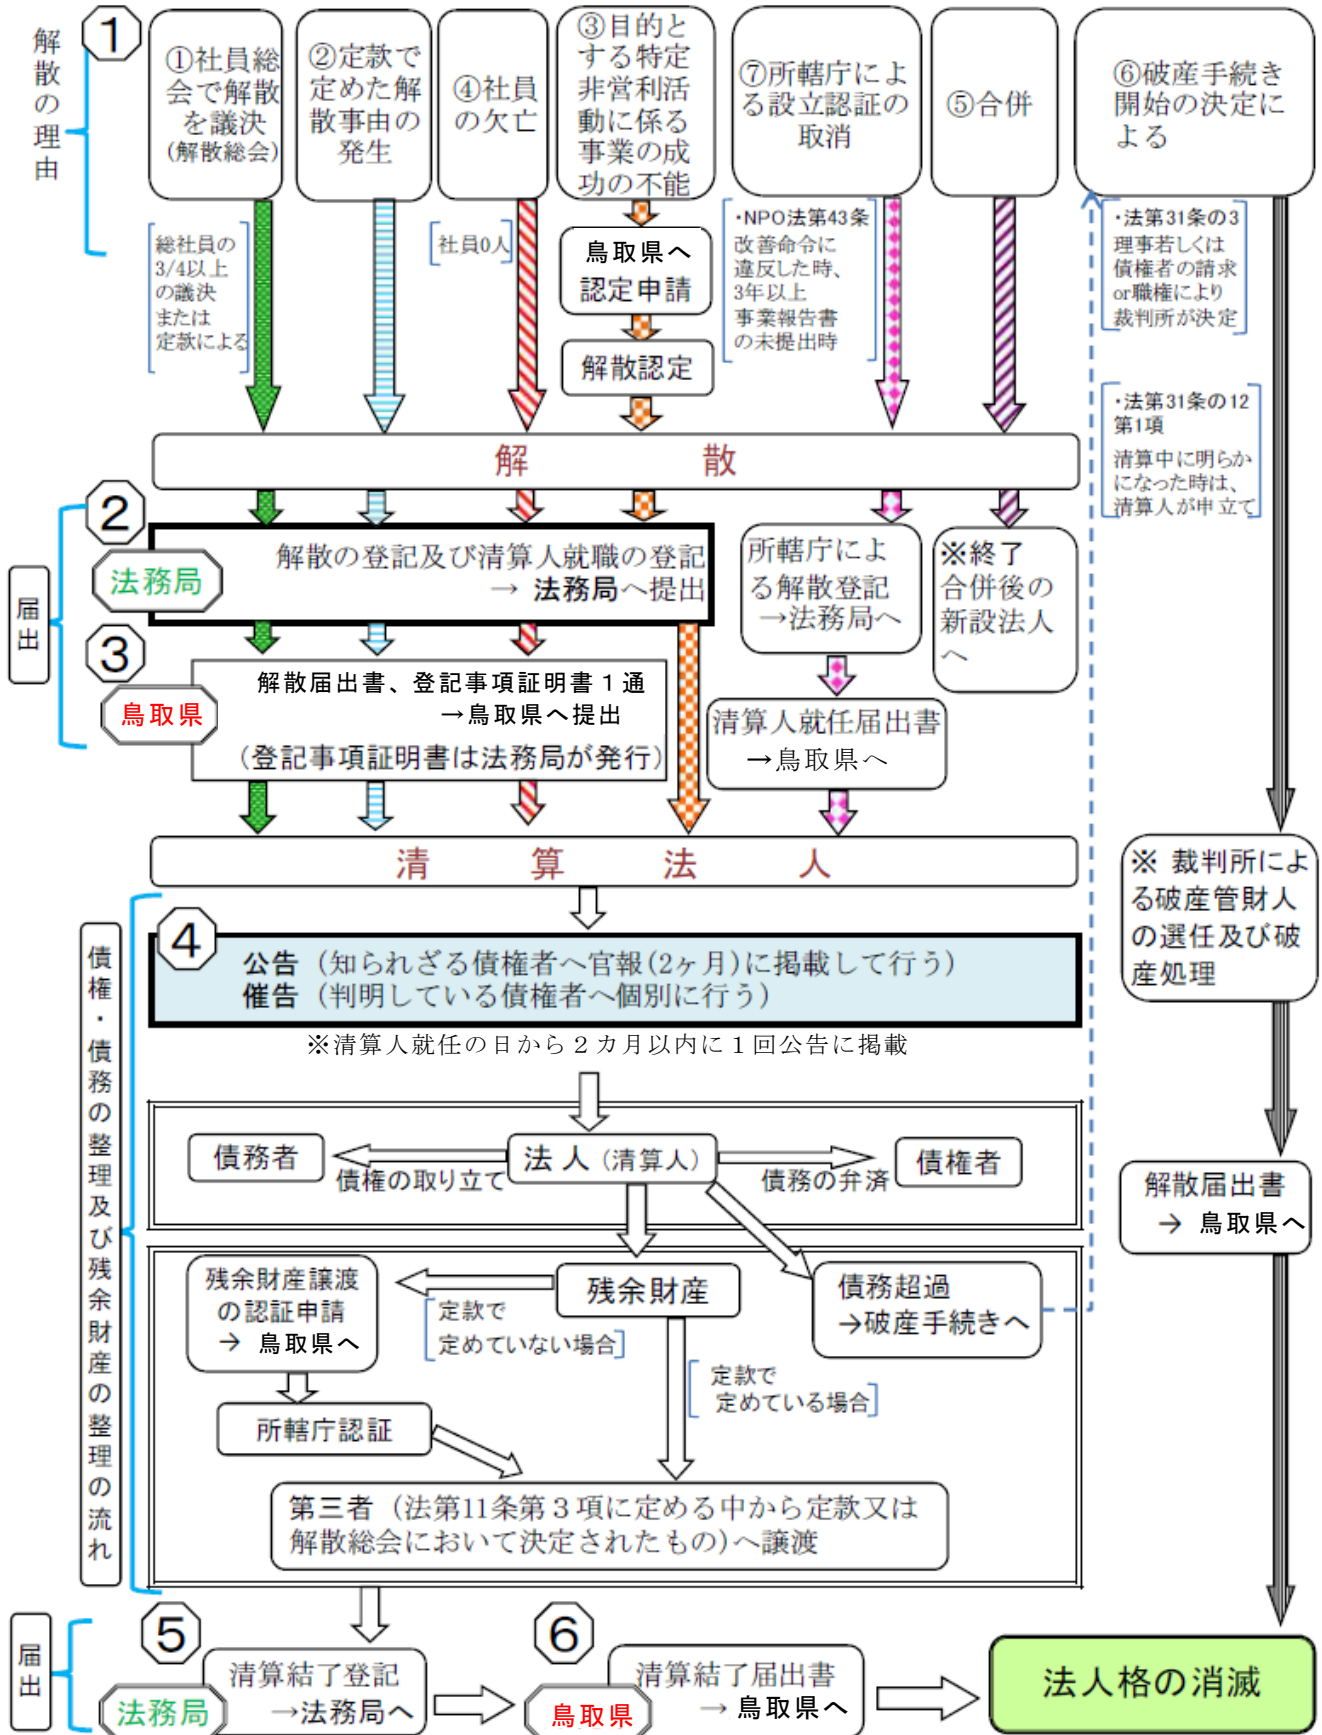 解散の理由
1
①社員総
会で解散
を議決
(解散総会)
②定款で
定めた解
散事由の
発生
④社員
の欠亡
③目的と
する特定
非営利活
動に係る
事業の成
功の不能
⑦所轄庁によ
る設立認証の
取消
⑤合併
⑥破産手続き
開始の決定に
よる
総社員の
3/4以上
の議決
または
定款による
社員0人
鳥取県へ
認定申請
解散認定
・NPO法第43条
改善命令に
違反した時、
3年以上
事業報告書
の未提出時
・法第31条の3
理事若しくは
債権者の請求
or職権により
裁判所が決定
・法第31条の12
第1項
清算中に明らか
になった時は、
清算人が申立て
解 散
届出
2
法務局
解散の登記及び清算人就職の登記
→ 法務局へ提出
所轄庁によ
る解散登記
→法務局へ
※終了
合併後の
新設法人
へ
3
鳥取県
解散届出書、登記事項証明書1通
→鳥取県へ提出
(登記事項証明書は法務局が発行)
清算人就任届出書
→鳥取県へ
清 算 法 人
※ 裁判所によ
る破産管財人
の選任及び破
産処理
債権・債務の整理及び残余財産の整理の流れ
4
公告 (知られざる債権者へ官報(2ヶ月)に掲載して行う)
催告 (判明している債権者へ個別に行う)
※清算人就任の日から2カ月以内に1回公告に掲載
債務者
債権の取り立て
法人 (清算人)
債務の弁済
債権者
解散届出書
→ 鳥取県へ
残余財産譲渡
の認証申請
→ 鳥取県へ
定款で
定めていない場合
残余財産
債務超過
→破産手続きへ
定款で
定めている場合
所轄庁認証
第三者 (法第11条第3項に定める中から定款又は
解散総会において決定されたもの)へ譲渡
届出
5
法務局
清算結了登記
→法務局へ
6
鳥取県
清算結了届出書
→ 鳥取県へ
法人格の消滅